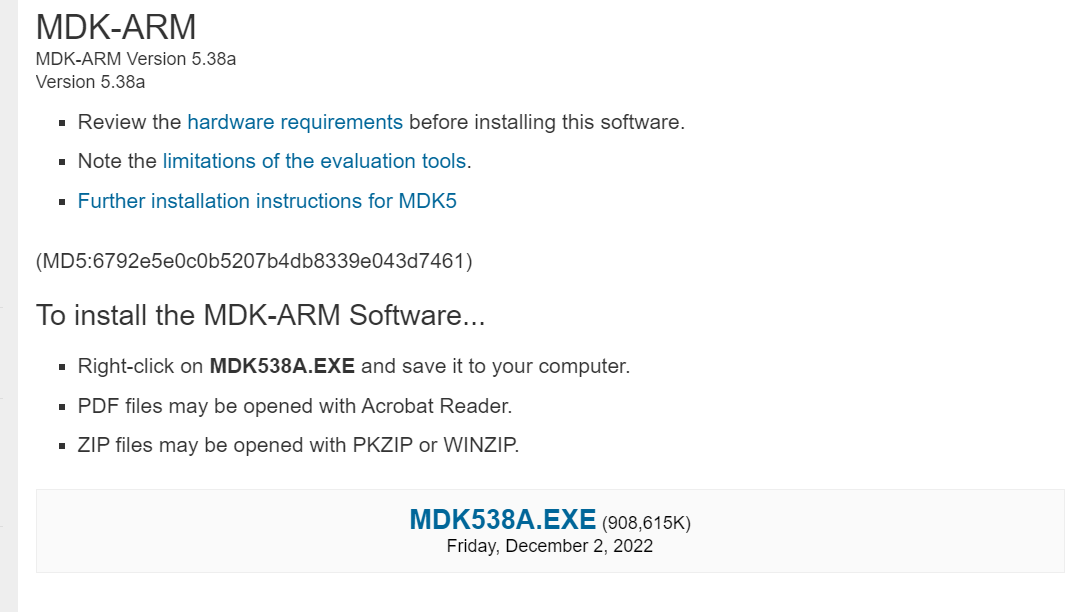 MDK-ARM
MDK-ARM Version 5.38a
Version 5.38a
Review the hardware requirements before installing this software.
Note the limitations of the evaluation tools.
Further installation instructions for MDK5
(MD5:6792e5e0c0b5207b4db8339e043d7461)
To install the MDK-ARM Software...
Right-click on MDK538A.EXE and save it to your computer.
PDF files may be opened with Acrobat Reader.
ZIP files may be opened with PKZIP or WINZIP.
MDK538A.EXE (908,615K)
Friday, December 2, 2022